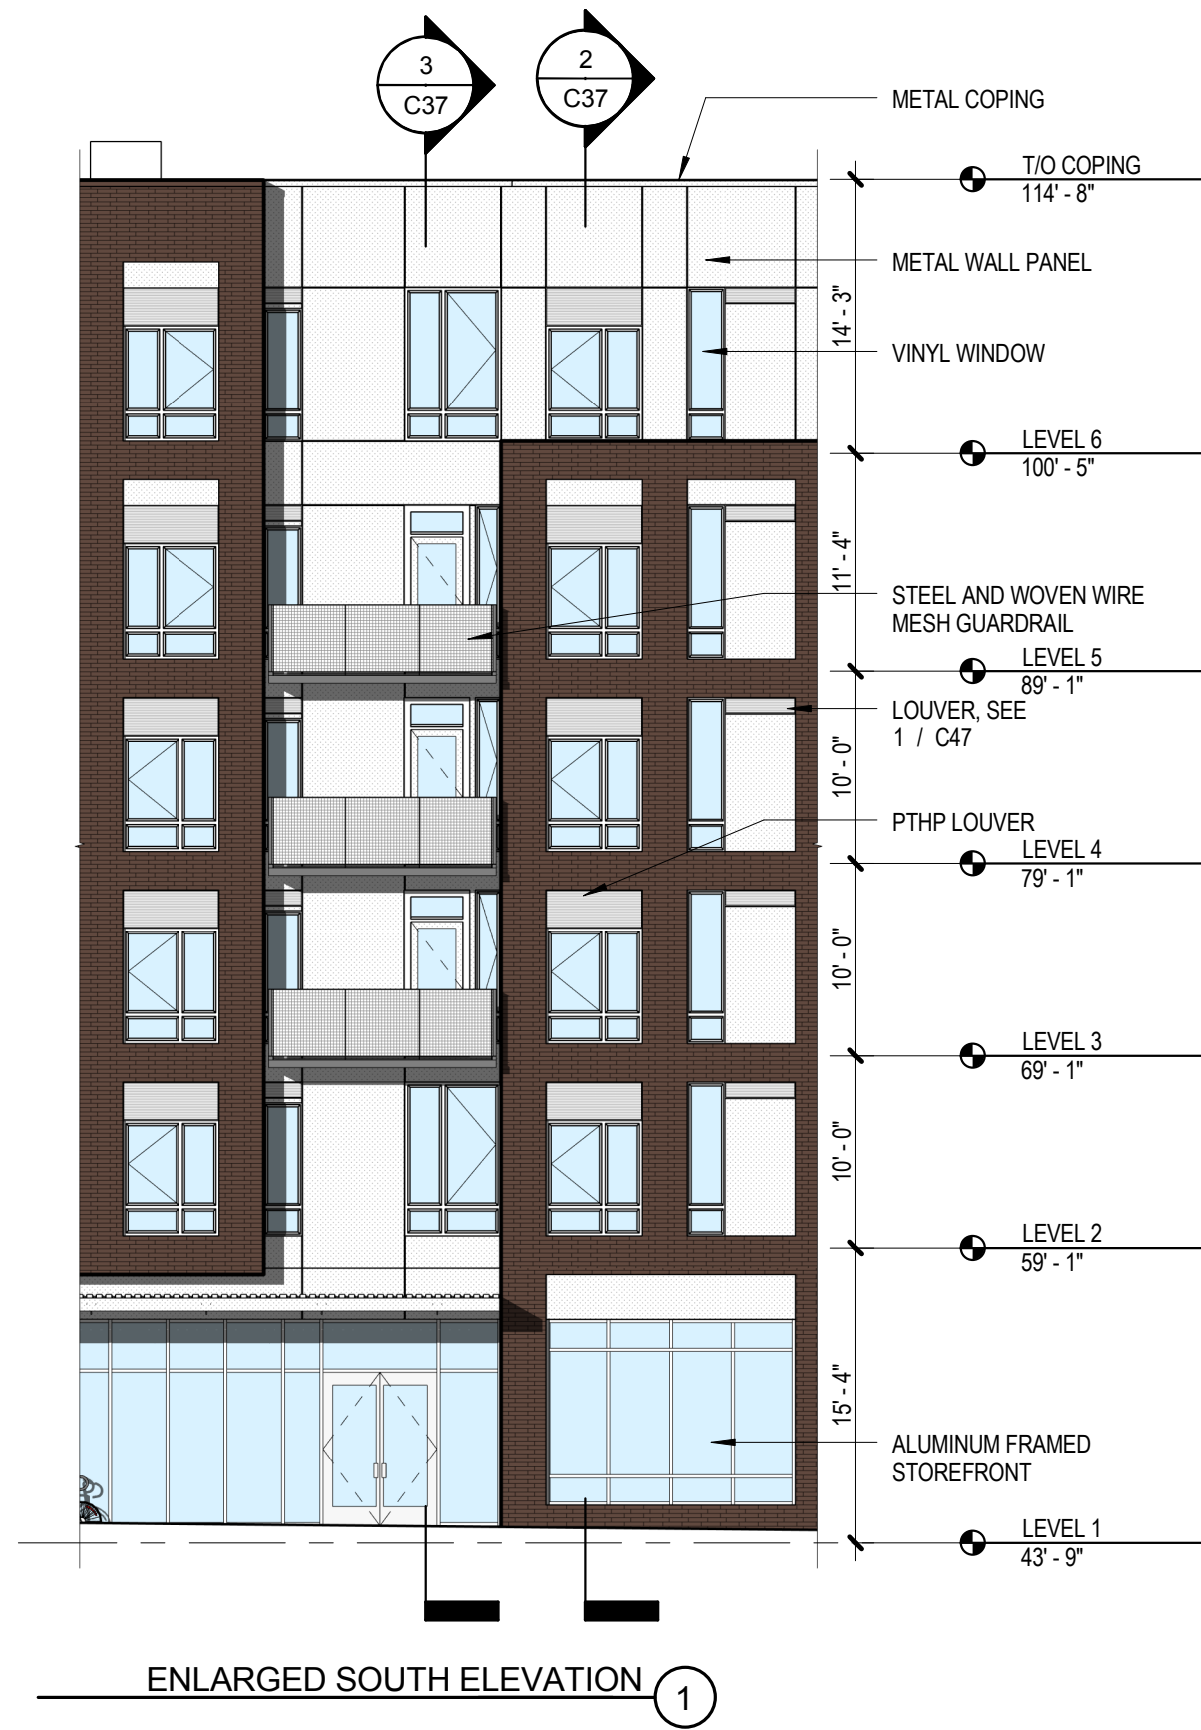 3
C37
2
C37
METAL COPING
T/O COPING
114' - 8"
METAL WALL PANEL
14' - 3"
VINYL WINDOW
LEVEL 6
100' - 5"
11' - 4"
STEEL AND WOVEN WIRE
MESH GUARDRAIL
LEVEL 5
89' - 1"
LOUVER, SEE
1 / C47
10' - 0"
PTHP LOUVER
LEVEL 4
79' - 1"
10' - 0"
LEVEL 3
69' - 1"
10' - 0"
LEVEL 2
59' - 1"
15' - 4"
ALUMINUM FRAMED
STOREFRONT
LEVEL 1
43' - 9"
ENLARGED SOUTH ELEVATION 1